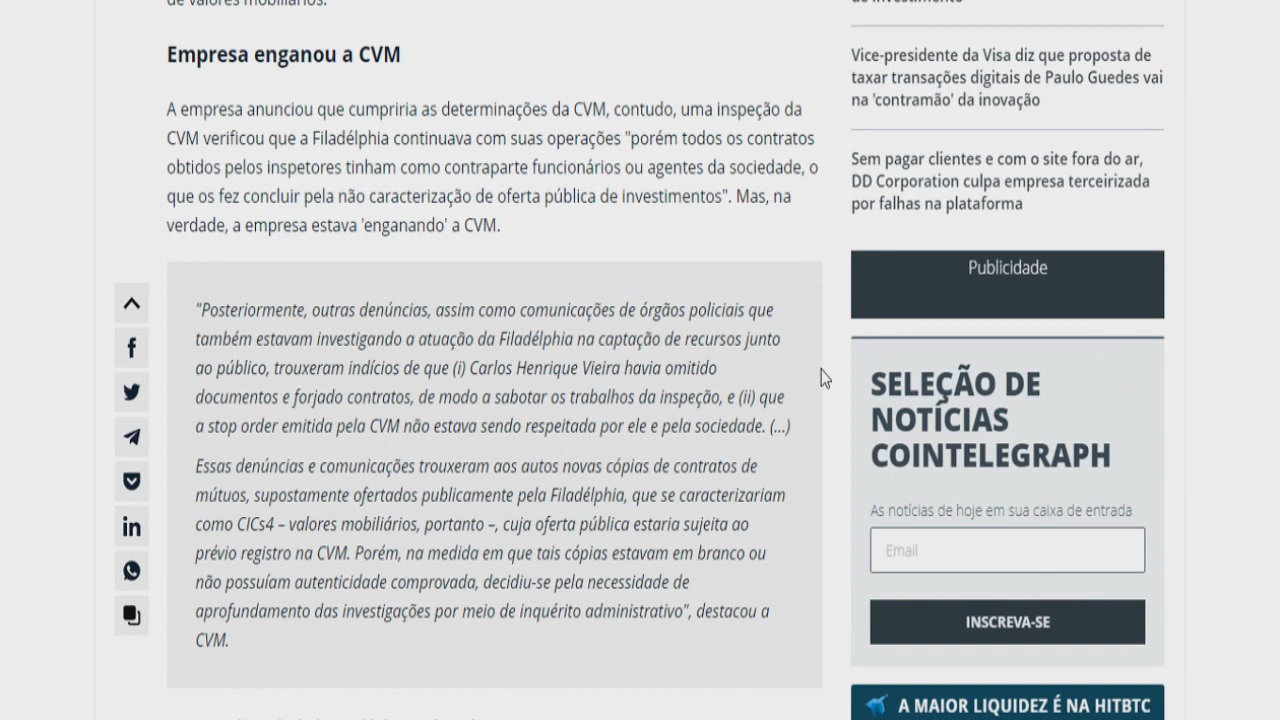 de valores mobiliários.
Empresa enganou a CVM
A empresa anunciou que cumpriria as determinações da CVM, contudo, uma inspeção da
CVM verificou que a Filadélphia continuava com suas operações "porém todos os contratos
obtidos pelos inspetores tinham como contraparte funcionários ou agentes da sociedade, o
que os fez concluir pela não caracterização de oferta pública de investimentos". Mas, na
verdade, a empresa estava 'enganando' a CVM.
"Posteriormente, outras denúncias, assim como comunicações de órgãos policiais que
também estavam investigando a atuação da Filadélphia na captação de recursos junto
ao público, trouxeram indícios de que (i) Carlos Henrique Vieira havia omitido
documentos e forjado contratos, de modo a sabotar os trabalhos da inspeção, e (ii) que
a stop order emitida pela CVM não estava sendo respeitada por ele e pela sociedade. (...)
Essas denúncias e comunicações trouxeram aos autos novas cópias de contratos de
mútuos, supostamente ofertados publicamente pela Filadélphia, que se caracterizariam
como CICs4 – valores mobiliários, portanto –, cuja oferta pública estaria sujeita ao
prévio registro na CVM. Porém, na medida em que tais cópias estavam em branco ou
não possuíam autenticidade comprovada, decidiu-se pela necessidade de
aprofundamento das investigações por meio de inquérito administrativo", destacou a
CVM.
de investimento
Vice-presidente da Visa diz que proposta de
taxar transações digitais de Paulo Guedes vai
na 'contramão' da inovação
Sem pagar clientes e com o site fora do ar,
DD Corporation culpa empresa terceirizada
por falhas na plataforma
Publicidade
SELEÇÃO DE
NOTÍCIAS
COINTELEGRAPH
As notícias de hoje em sua caixa de entrada
Email
INSCREVA-SE
A MAIOR LIQUIDEZ É NA HITBTC